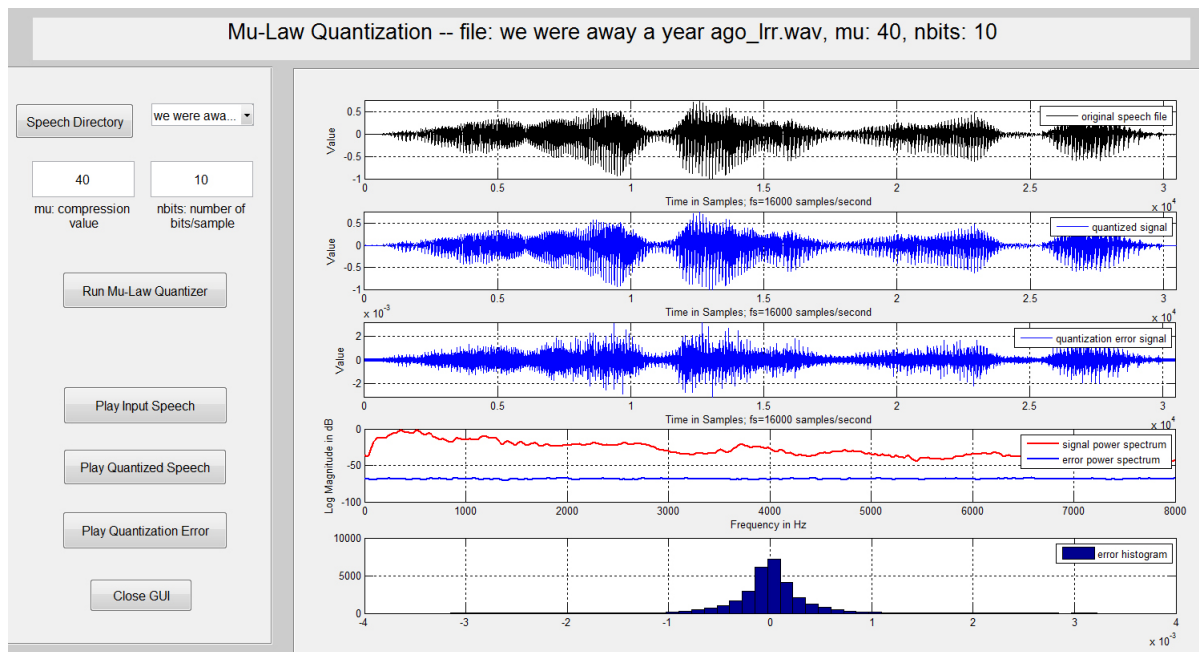 Mu-Law Quantization -- file: we were away a year ago_lrr.wav, mu: 40, nbits: 10
Speech Directory
we were awa...
40
10
mu: compression
value
nbits: number of
bits/sample
Run Mu-Law Quantizer
Play Input Speech
Play Quantized Speech
Play Quantization Error
Close GUI
original speech file
Value
0.5
0
-0.5
-1
0 0.5 1 1.5 2 2.5 3
Time in Samples; fs=16000 samples/second
x 10^4
quantized signal
Value
0.5
0
-0.5
-1
0 0.5 1 1.5 2 2.5 3
Time in Samples; fs=16000 samples/second
x 10^4
x 10^-3
quantization error signal
Value
2
0
-2
0 0.5 1 1.5 2 2.5 3
Time in Samples; fs=16000 samples/second
x 10^4
signal power spectrum
error power spectrum
Log Magnitude in dB
0
-50
-100
0 1000 2000 3000 4000 5000 6000 7000 8000
Frequency in Hz
error histogram
10000
5000
0
-4 -3 -2 -1 0 1 2 3 4
x 10^-3